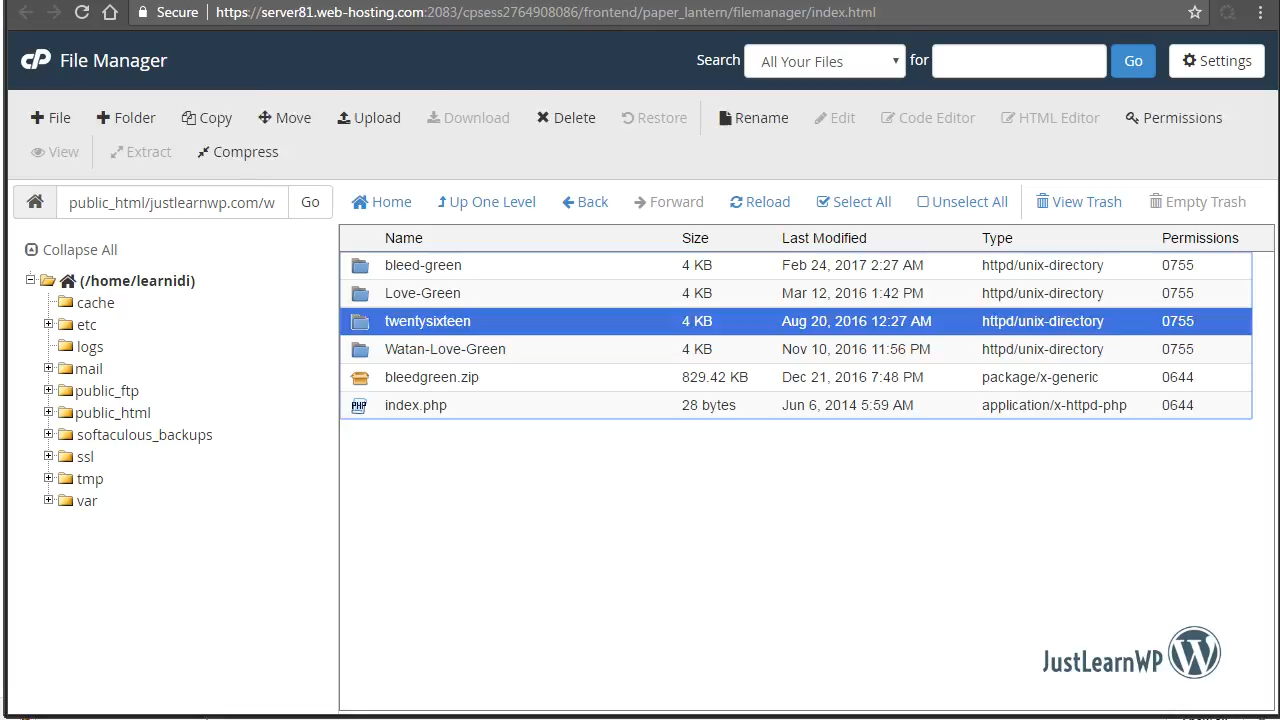 Secure https://server81.web-hosting.com:2083/cpsess2764908086/frontend/paper_lantern/filemanager/index.html
cP File Manager Search All Your Files for Go Settings
File Folder Copy Move Upload Download Delete Restore Rename Edit Code Editor HTML Editor Permissions
View Extract Compress
public_html/justlearnwp.com/w Go Home Up One Level Back Forward Reload Select All Unselect All View Trash Empty Trash
Collapse All
(/home/learnidi)
cache
etc
logs
mail
public_ftp
public_html
softaculous_backups
ssl
tmp
var
Name Size Last Modified Type Permissions
bleed-green 4 KB Feb 24, 2017 2:27 AM httpd/unix-directory 0755
Love-Green 4 KB Mar 12, 2016 1:42 PM httpd/unix-directory 0755
twentysixteen 4 KB Aug 20, 2016 12:27 AM httpd/unix-directory 0755
Watan-Love-Green 4 KB Nov 10, 2016 11:56 PM httpd/unix-directory 0755
bleedgreen.zip 829.42 KB Dec 21, 2016 7:48 PM package/x-generic 0644
PHP index.php 28 bytes Jun 6, 2014 5:59 AM application/x-httpd-php 0644
JustLearnWP